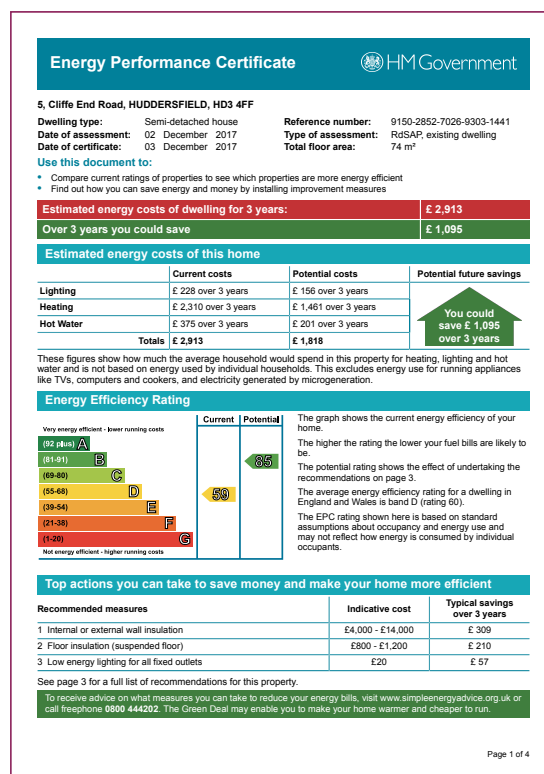 Energy Performance Certificate
HM Government
5, Cliffe End Road, HUDDERSFIELD, HD3 4FF
Dwelling type: Semi-detached house
Reference number: 9150-2852-7026-9303-1441
Date of assessment: 02 December 2017
Type of assessment: RdSAP, existing dwelling
Date of certificate: 03 December 2017
Total floor area: 74 m²
Use this document to:
• Compare current ratings of properties to see which properties are more energy efficient
• Find out how you can save energy and money by installing improvement measures
Estimated energy costs of dwelling for 3 years: £ 2,913
Over 3 years you could save £ 1,095
Estimated energy costs of this home
Current costs Potential costs Potential future savings
Lighting £ 228 over 3 years £ 156 over 3 years
Heating £ 2,310 over 3 years £ 1,461 over 3 years
Hot Water £ 375 over 3 years £ 201 over 3 years
Totals £ 2,913 £ 1,818
You could
save £ 1,095
over 3 years
These figures show how much the average household would spend in this property for heating, lighting and hot
water and is not based on energy used by individual households. This excludes energy use for running appliances
like TVs, computers and cookers, and electricity generated by microgeneration.
Energy Efficiency Rating
Current Potential
Very energy efficient - lower running costs
(92 plus) A
(81-91) B
(69-80) C
(55-68) D
(39-54) E
(21-38) F
(1-20) G
Not energy efficient - higher running costs
59
85
The graph shows the current energy efficiency of your
home.
The higher the rating the lower your fuel bills are likely to
be.
The potential rating shows the effect of undertaking the
recommendations on page 3.
The average energy efficiency rating for a dwelling in
England and Wales is band D (rating 60).
The EPC rating shown here is based on standard
assumptions about occupancy and energy use and
may not reflect how energy is consumed by individual
occupants.
Top actions you can take to save money and make your home more efficient
Recommended measures Indicative cost Typical savings
over 3 years
1 Internal or external wall insulation £4,000 - £14,000 £ 309
2 Floor insulation (suspended floor) £800 - £1,200 £ 210
3 Low energy lighting for all fixed outlets £20 £ 57
See page 3 for a full list of recommendations for this property.
To receive advice on what measures you can take to reduce your energy bills, visit www.simpleenergyadvice.org.uk or
call freephone 0800 444202. The Green Deal may enable you to make your home warmer and cheaper to run.
Page 1 of 4